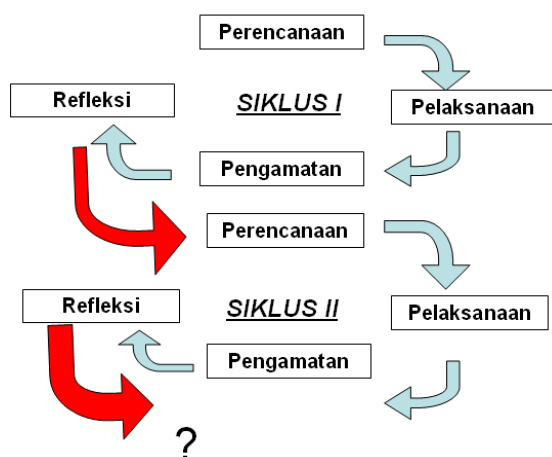 Perencanaan
Refleksi
SIKLUS I
Pelaksanaan
Pengamatan
Perencanaan
Refleksi
SIKLUS II
Pelaksanaan
Pengamatan
?